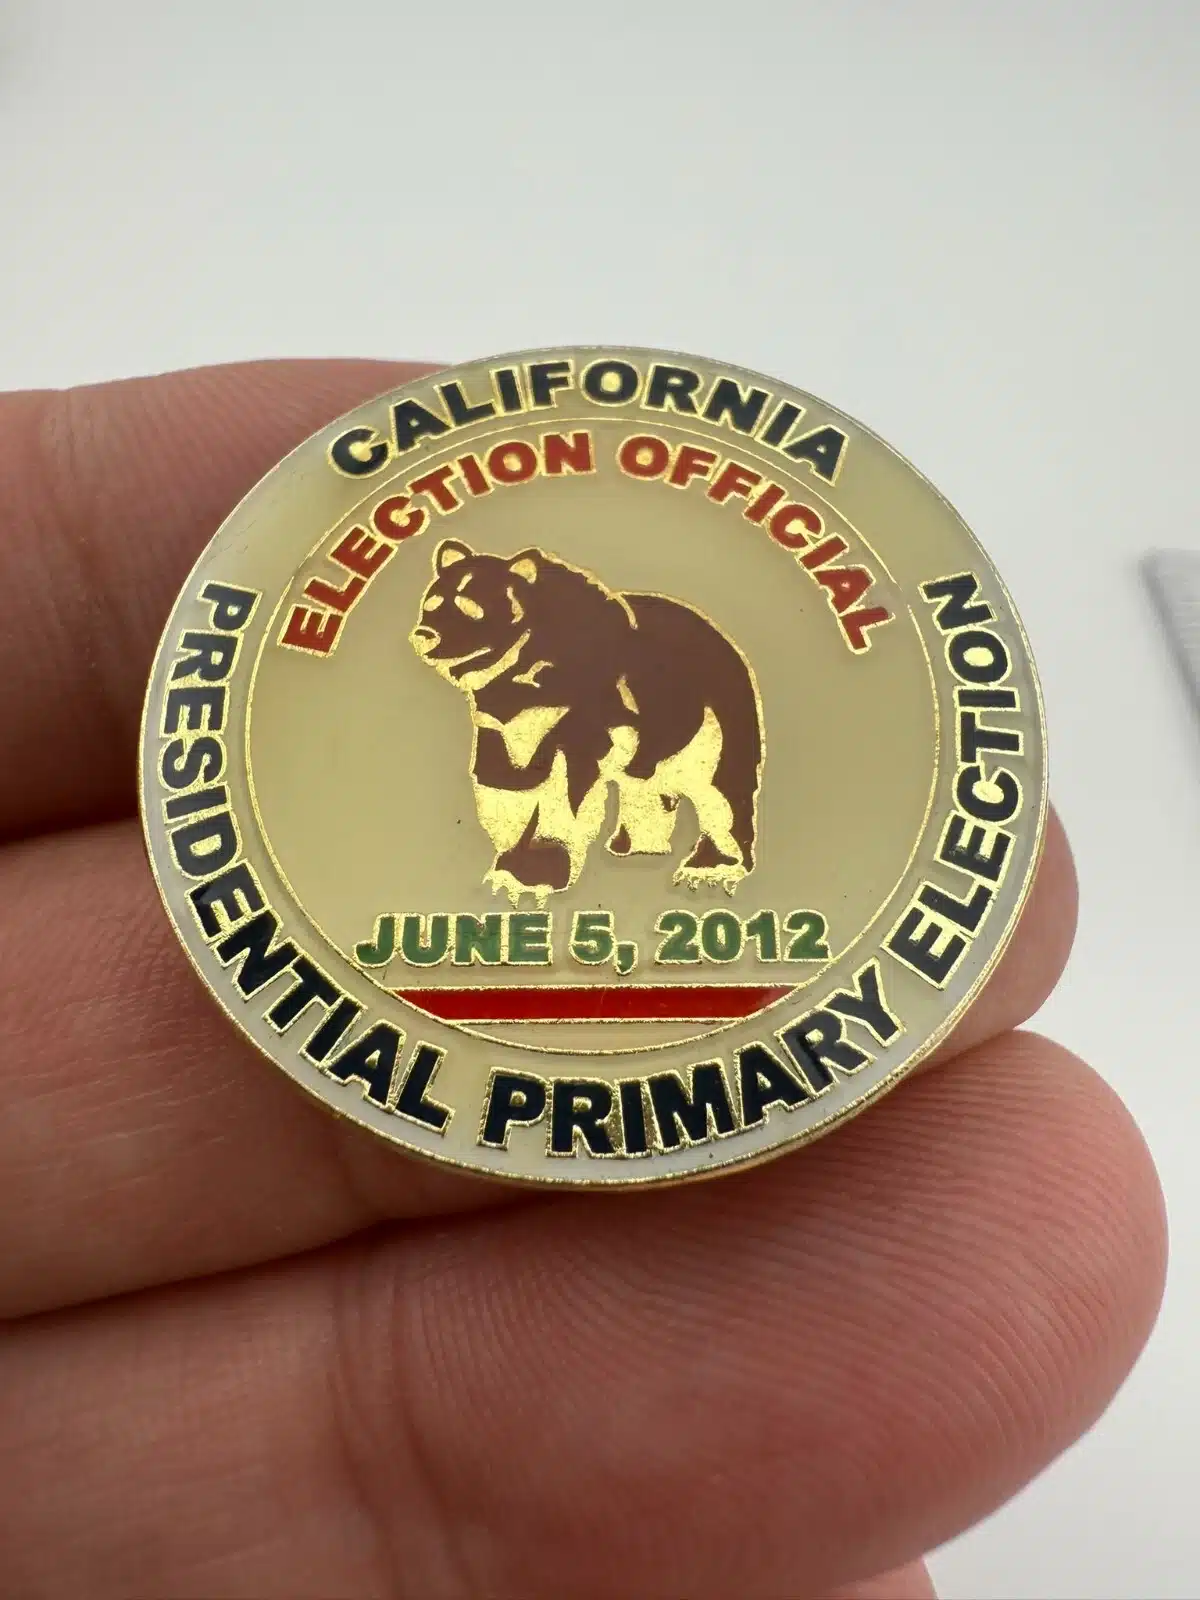 CALIFORNIA
ELECTION OFFICIAL
JUNE 5, 2012
PRESIDENTIAL PRIMARY ELECTION